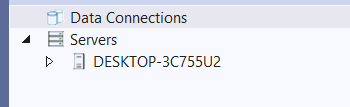 Data Connections
Servers
DESKTOP-3C755U2